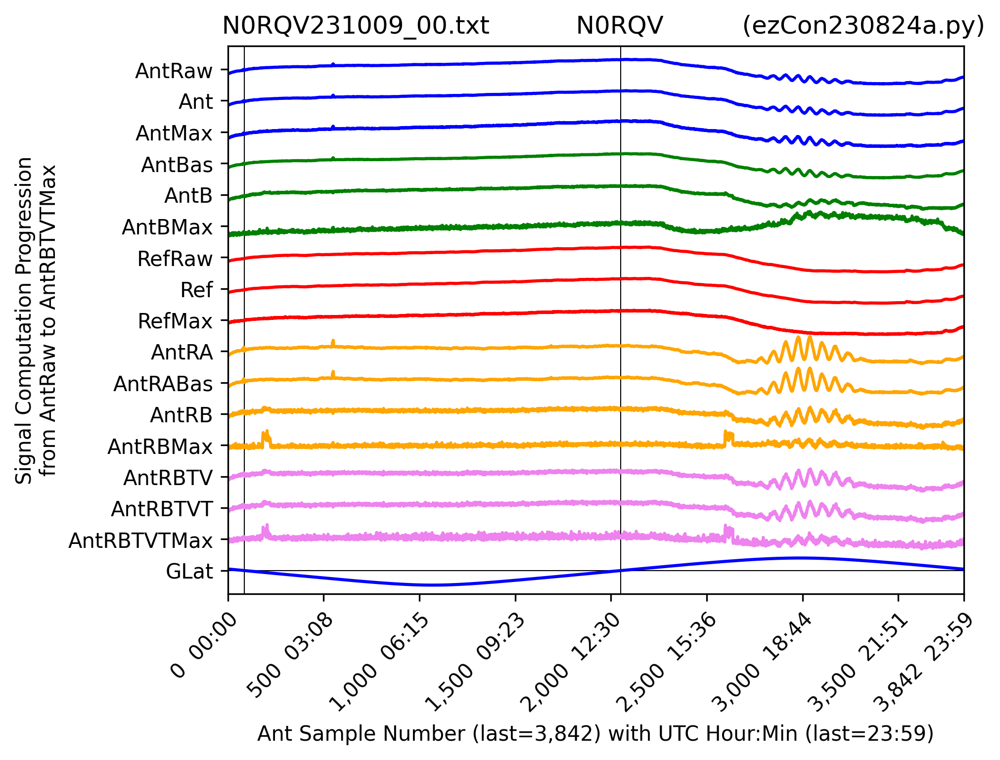 N0RQV231009_00.txt N0RQV (ezCon230824a.py)
Signal Computation Progression
from AntRaw to AntRBTVTMax
AntRaw
Ant
AntMax
AntBas
AntB
AntBMax
RefRaw
Ref
RefMax
AntRA
AntRABas
AntRB
AntRBMax
AntRBTV
AntRBTVT
AntRBTVTMax
GLat
0 00:00
500 03:08
1,000 06:15
1,500 09:23
2,000 12:30
2,500 15:36
3,000 18:44
3,500 21:51
3,842 23:59
Ant Sample Number (last=3,842) with UTC Hour:Min (last=23:59)